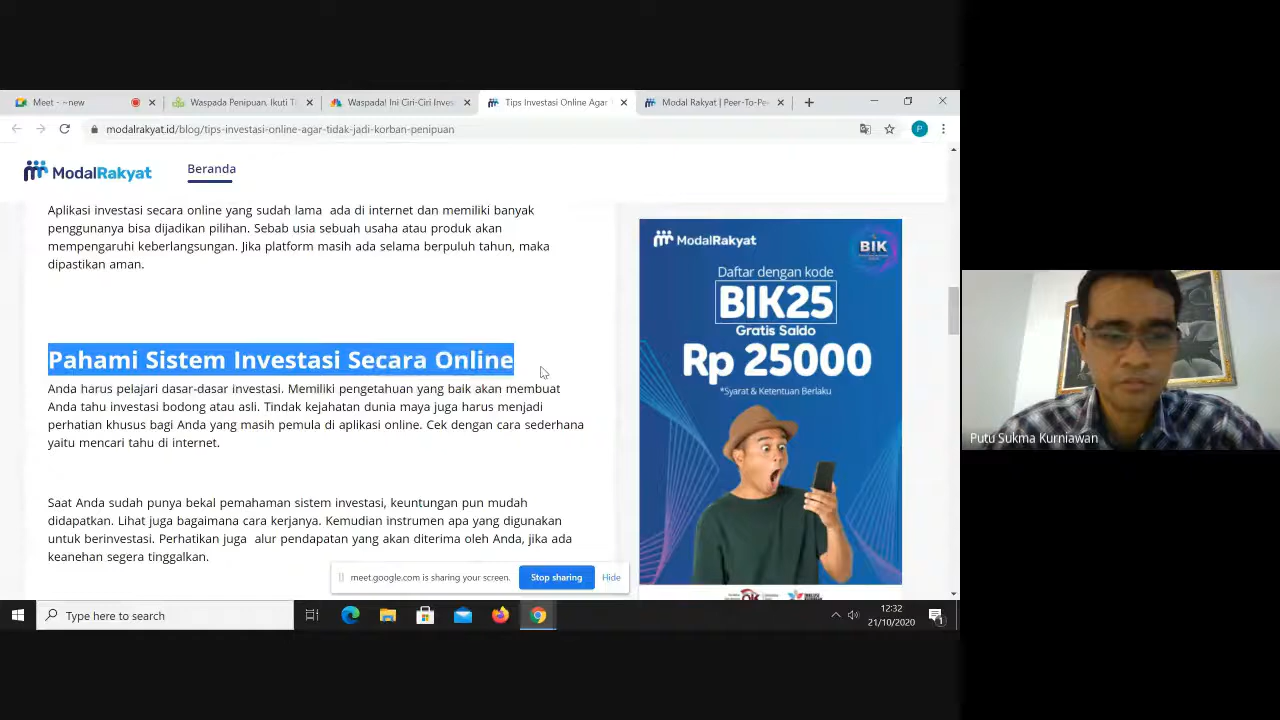 Meet - ~new
Waspada Penipuan. Ikuti T
Waspada! Ini Ciri-Ciri Inves
Tips Investasi Online Agar
Modal Rakyat | Peer-To-Pe
modalrakyat.id/blog/tips-investasi-online-agar-tidak-jadi-korban-penipuan
P
ModalRakyat
Beranda
Aplikasi investasi secara online yang sudah lama ada di internet dan memiliki banyak
penggunanya bisa dijadikan pilihan. Sebab usia sebuah usaha atau produk akan
mempengaruhi keberlangsungan. Jika platform masih ada selama berpuluh tahun, maka
dipastikan aman.
Pahami Sistem Investasi Secara Online
Anda harus pelajari dasar-dasar investasi. Memiliki pengetahuan yang baik akan membuat
Anda tahu investasi bodong atau asli. Tindak kejahatan dunia maya juga harus menjadi
perhatian khusus bagi Anda yang masih pemula di aplikasi online. Cek dengan cara sederhana
yaitu mencari tahu di internet.
Saat Anda sudah punya bekal pemahaman sistem investasi, keuntungan pun mudah
didapatkan. Lihat juga bagaimana cara kerjanya. Kemudian instrumen apa yang digunakan
untuk berinvestasi. Perhatikan juga alur pendapatan yang akan diterima oleh Anda, jika ada
keanehan segera tinggalkan.
ModalRakyat
BIK
Daftar dengan kode
BIK25
Gratis Saldo
Rp 25000
*Syarat & Ketentuan Berlaku
meet.google.com is sharing your screen.
Stop sharing
Hide
Type here to search
12:32
21/10/2020
1
Putu Sukma Kurniawan